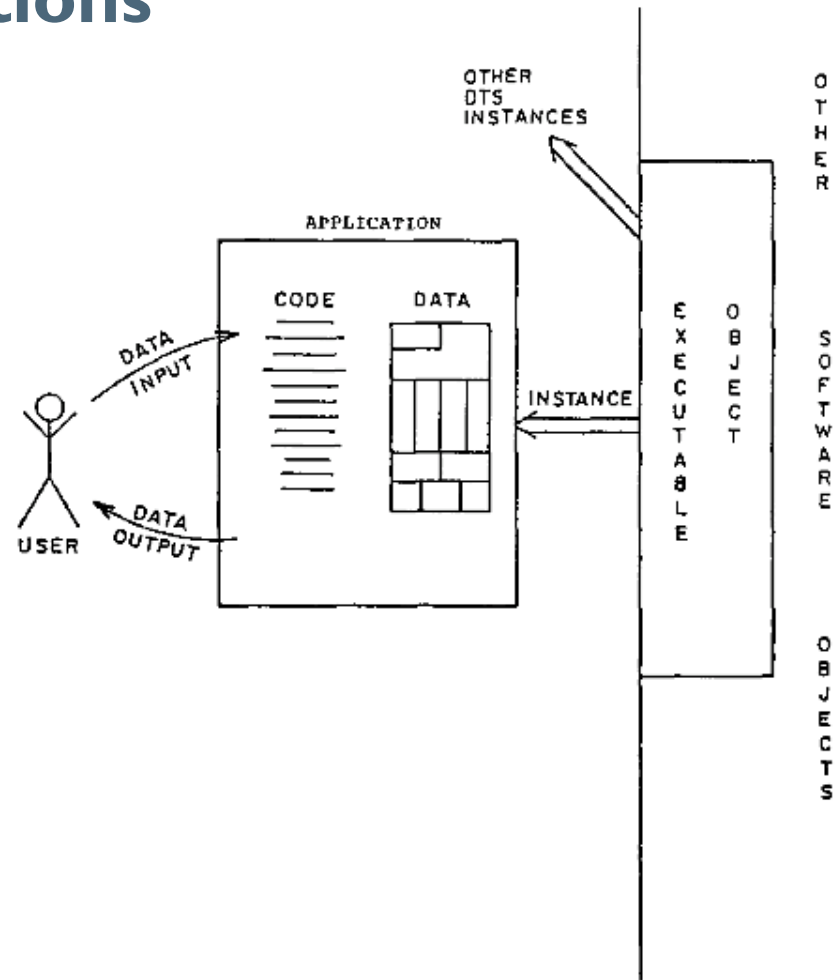 tions
OTHER
DTS
INSTANCES
APPLICATION
CODE
DATA
DATA
INPUT
INSTANCE
USER
DATA
OUTPUT
EXECUTABLE
OBJECT
OTHER
SOFTWARE
OBJECTS